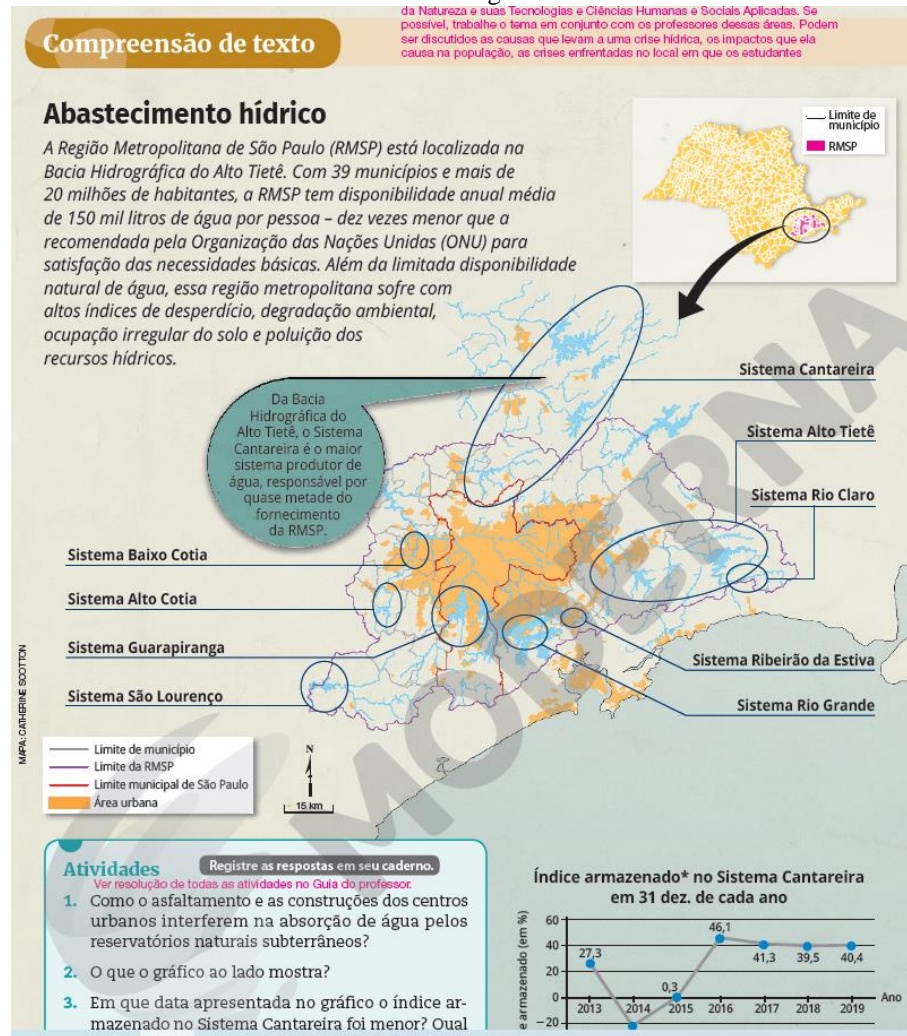 da Natureza e suas Tecnologias e Ciências Humanas e Sociais Aplicadas. Se
possível, trabalhe o tema em conjunto com os professores dessas áreas. Podem
ser discutidos as causas que levam a uma crise hídrica, os impactos que ela
causa na população, as crises enfrentadas no local em que os estudantes
Compreensão de texto
Abastecimento hídrico
A Região Metropolitana de São Paulo (RMSP) está localizada na
Bacia Hidrográfica do Alto Tietê. Com 39 municípios e mais de
20 milhões de habitantes, a RMSP tem disponibilidade anual média
de 150 mil litros de água por pessoa – dez vezes menor que a
recomendada pela Organização das Nações Unidas (ONU) para
satisfação das necessidades básicas. Além da limitada disponibilidade
natural de água, essa região metropolitana sofre com
altos índices de desperdício, degradação ambiental,
ocupação irregular do solo e poluição dos
recursos hídricos.
Limite de
município
RMSP
Da Bacia
Hidrográfica do
Alto Tietê, o Sistema
Cantareira é o maior
sistema produtor de
água, responsável por
quase metade do
fornecimento
da RMSP.
Sistema Cantareira
Sistema Alto Tietê
Sistema Rio Claro
Sistema Baixo Cotia
Sistema Alto Cotia
Sistema Guarapiranga
Sistema São Lourenço
Sistema Ribeirão da Estiva
Sistema Rio Grande
MAPA: CATHERINE SCOTTON
Limite de município
Limite da RMSP
Limite municipal de São Paulo
Área urbana
N
15 km
MODERNA
Atividades
Registre as respostas em seu caderno.
Ver resolução de todas as atividades no Guia do professor.
1. Como o asfaltamento e as construções dos centros
urbanos interferem na absorção de água pelos
reservatórios naturais subterrâneos?
2. O que o gráfico ao lado mostra?
3. Em que data apresentada no gráfico o índice ar-
mazenado no Sistema Cantareira foi menor? Qual
Índice armazenado* no Sistema Cantareira
em 31 dez. de cada ano
e armazenado (em %)
60
40
20
0
−20
27,3
0,3
46,1
41,3
39,5
40,4
2013
2014
2015
2016
2017
2018
2019
Ano